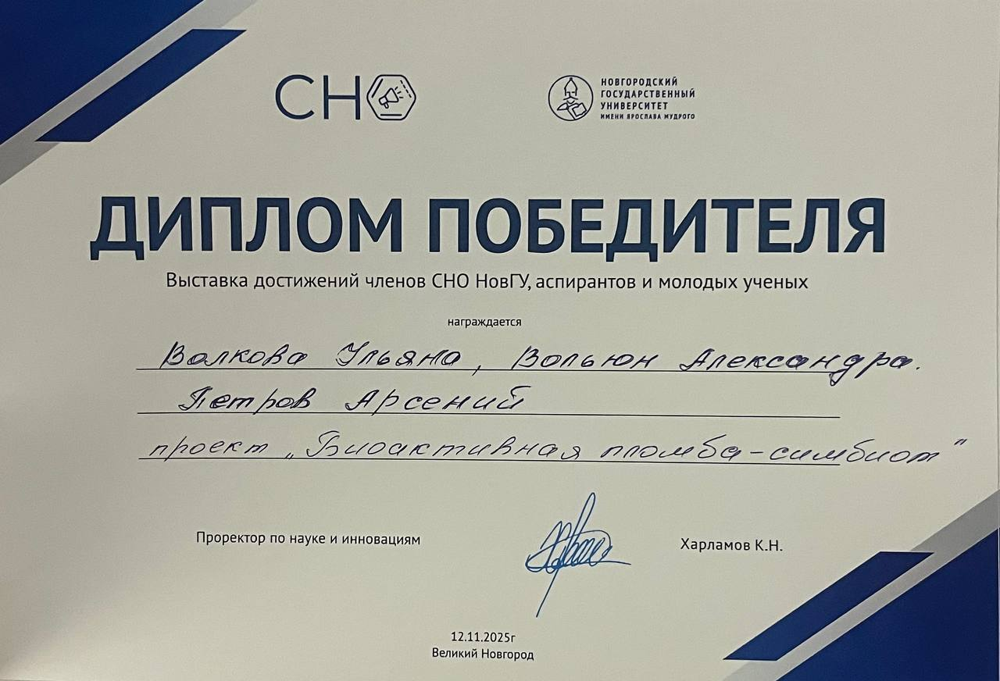 СНО
НОВГОРОДСКИЙ
ГОСУДАРСТВЕННЫЙ
УНИВЕРСИТЕТ
ИМЕНИ ЯРОСЛАВА МУДРОГО
ДИПЛОМ ПОБЕДИТЕЛЯ
Выставка достижений членов СНО НовГУ, аспирантов и молодых ученых
награждается
Волкова Ульяна, Вольюн Александра.
Петров Арсений
проект „Биоактивная пломба-симбиот"
Проректор по науке и инновациям
Харламов К.Н.
12.11.2025г
Великий Новгород